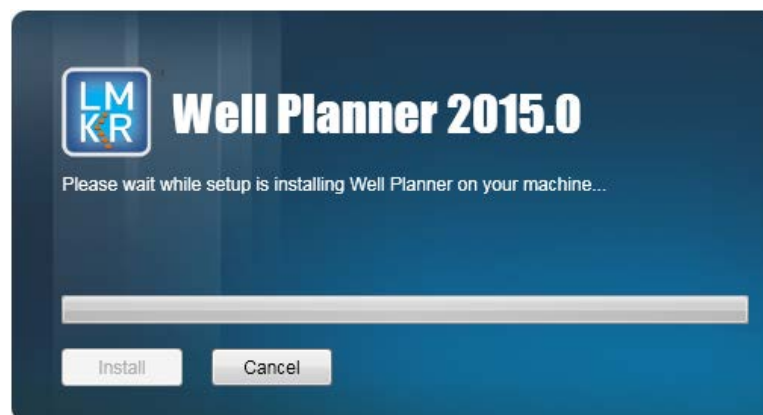 LM
KR
Well Planner 2015.0
Please wait while setup is installing Well Planner on your machine...
Install
Cancel